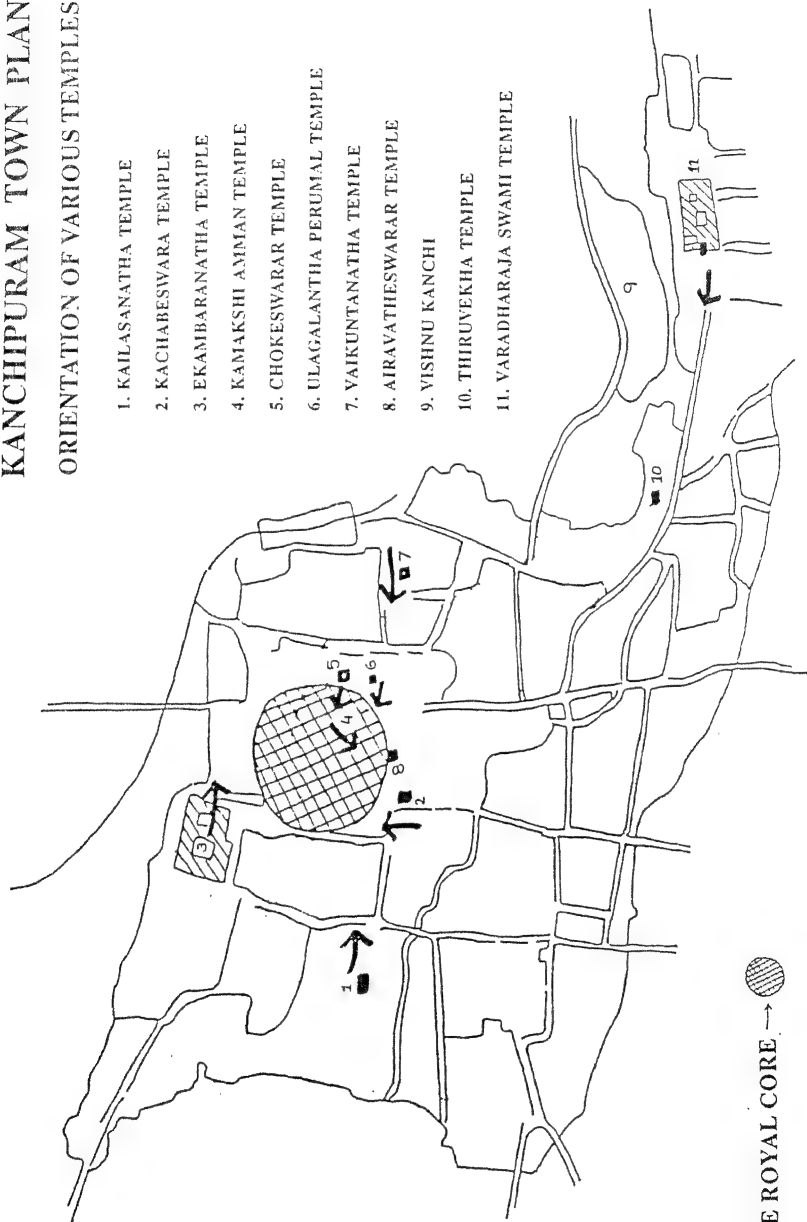 KANCHIPURAM TOWN PLAN
ORIENTATION OF VARIOUS TEMPLES
1. KAILASANATHA TEMPLE
2. KACHABESWARA TEMPLE
3. EKAMBARANATHA TEMPLE
4. KAMAKSHI AMMAN TEMPLE
5. CHOKESWARAR TEMPLE
6. ULAGALANTHA PERUMAL TEMPLE
7. VAIKUNTANATHA TEMPLE
8. AIRAVATHESWARAR TEMPLE
9. VISHNU KANCHI
10. THIRUVEKHA TEMPLE
11. VARADHARAJA SWAMI TEMPLE
3
5
4
6
7
8
2
1
9
10
11
E ROYAL CORE →